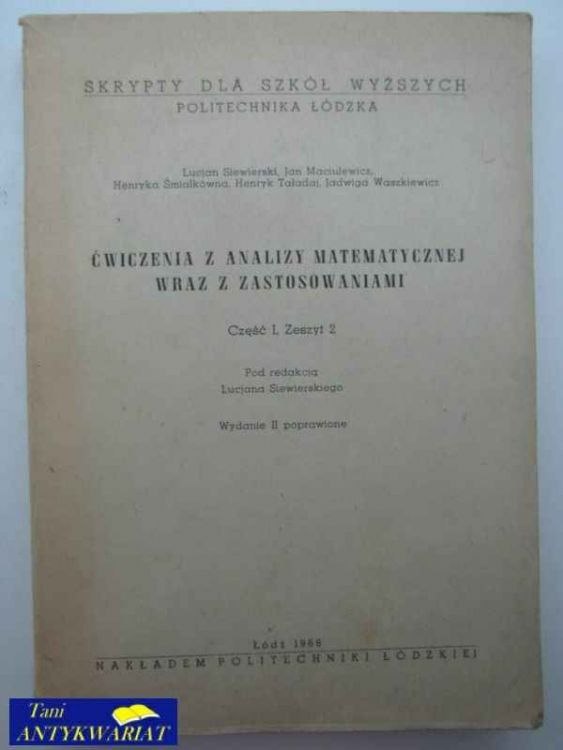 SKRYPTY DLA SZKÓŁ WYŻSZYCH
POLITECHNIKA ŁÓDZKA
Lucjan Siewierski, Jan Maciulewicz,
Henryka Śmiałkówna, Henryk Taładaj, Jadwiga Waszkiewicz
ĆWICZENIA Z ANALIZY MATEMATYCZNEJ
WRAZ Z ZASTOSOWANIAMI
Część I, Zeszyt 2
Pod redakcją
Lucjana Siewierskiego
Wydanie II poprawione
Łódź 1968
NAKŁADEM POLITECHNIKI ŁÓDZKIEJ
Tani
ANTYKWARIAT